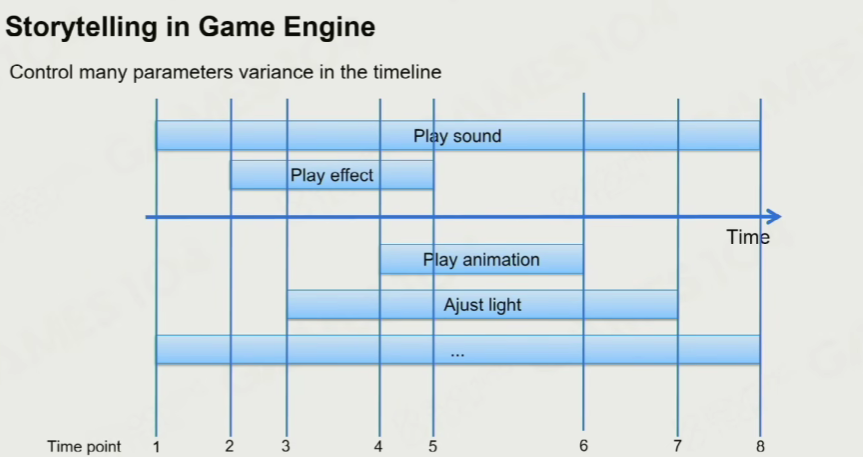 Storytelling in Game Engine
Control many parameters variance in the timeline
Play sound
Play effect
Time
Play animation
Ajust light
...
Time point 1 2 3 4 5 6 7 8